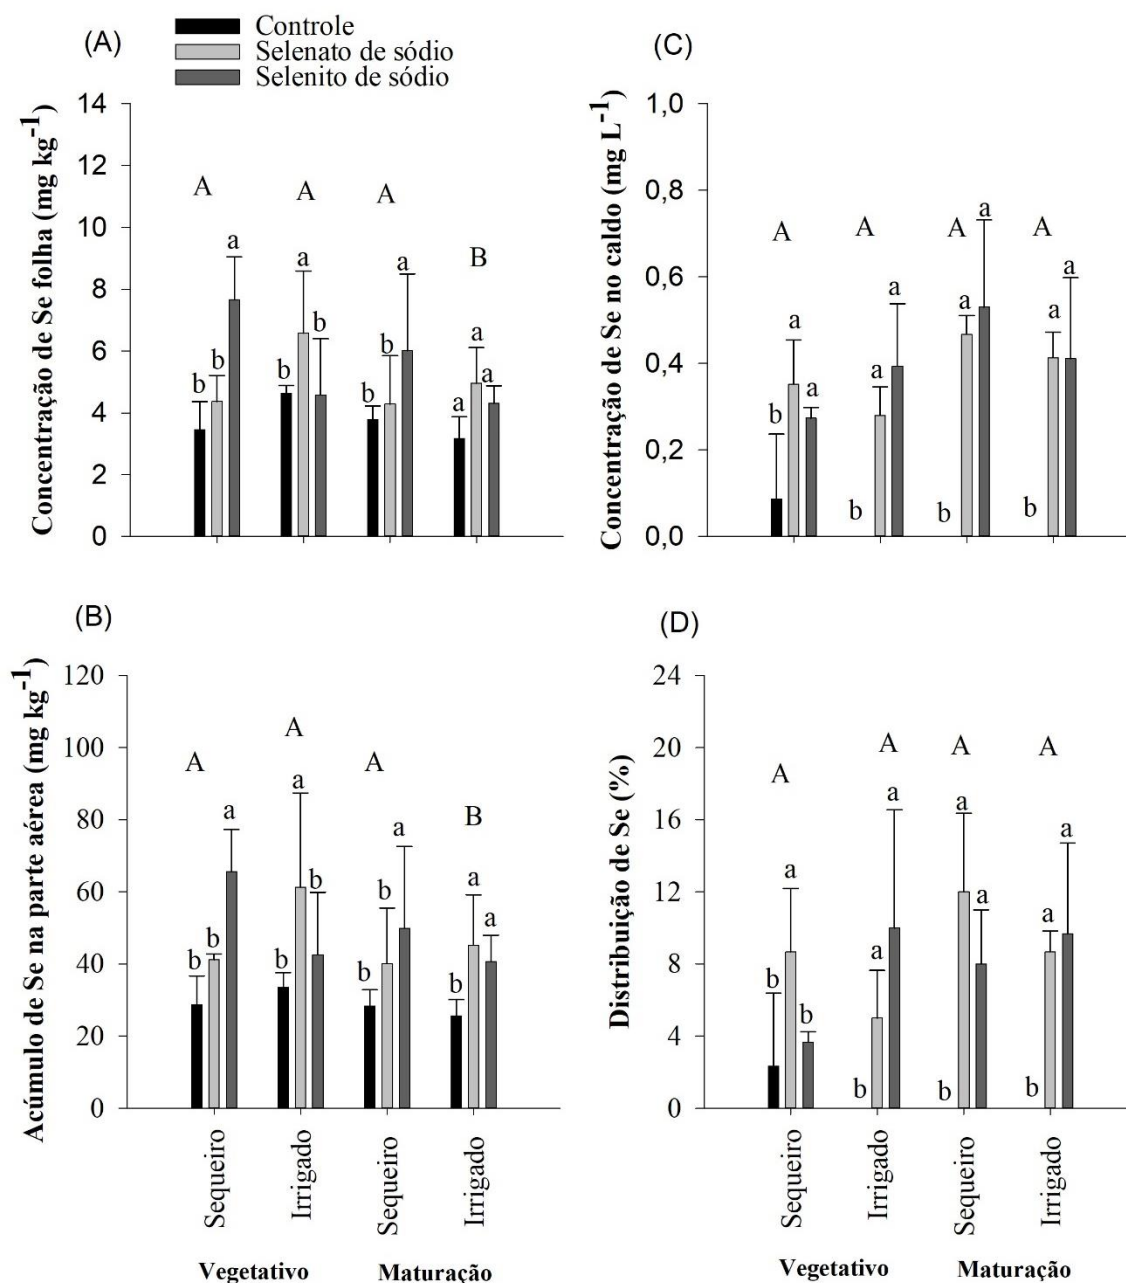 (A)
Controle
Selenato de sódio
Selenito de sódio
Concentração de Se folha (mg kg-1)
14
12
10
8
6
4
2
0
A
A
A
B
b
b
a
b
a
b
b
b
a
a
a
a
(C)
Concentração de Se no caldo (mg L-1)
1,0
0,8
0,6
0,4
0,2
0,0
A
A
A
A
b
a
a
b
a
a
b
a
a
b
a
a
(B)
Acúmulo de Se na parte aérea (mg kg-1)
120
100
80
60
40
20
0
A
A
A
B
b
b
a
b
a
b
b
b
a
b
a
a
Sequeiro
Irrigado
Sequeiro
Irrigado
Vegetativo
Maturação
(D)
Distribuição de Se (%)
24
20
16
12
8
4
0
A
A
A
A
b
a
b
b
a
a
b
a
a
b
a
a
Sequeiro
Irrigado
Sequeiro
Irrigado
Vegetativo
Maturação